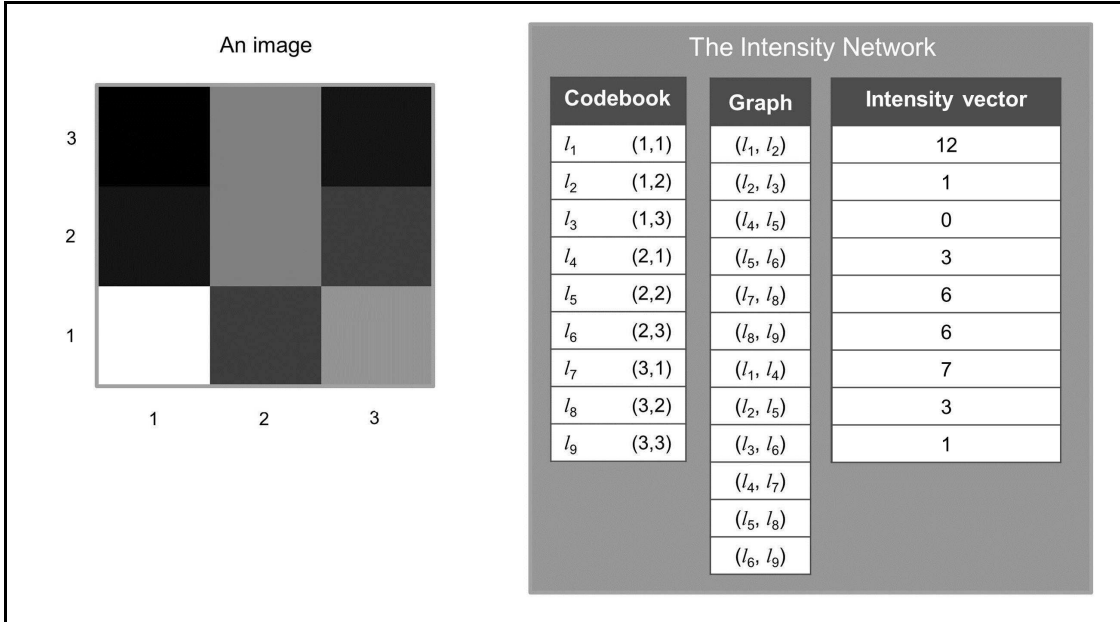 An image
3
2
1
1 2 3
The Intensity Network
Codebook
l₁ (1,1)
l₂ (1,2)
l₃ (1,3)
l₄ (2,1)
l₅ (2,2)
l₆ (2,3)
l₇ (3,1)
l₈ (3,2)
l₉ (3,3)
Graph
(l₁, l₂)
(l₂, l₃)
(l₄, l₅)
(l₅, l₆)
(l₇, l₈)
(l₈, l₉)
(l₁, l₄)
(l₂, l₅)
(l₃, l₆)
(l₄, l₇)
(l₅, l₈)
(l₆, l₉)
Intensity vector
12
1
0
3
6
6
7
3
1